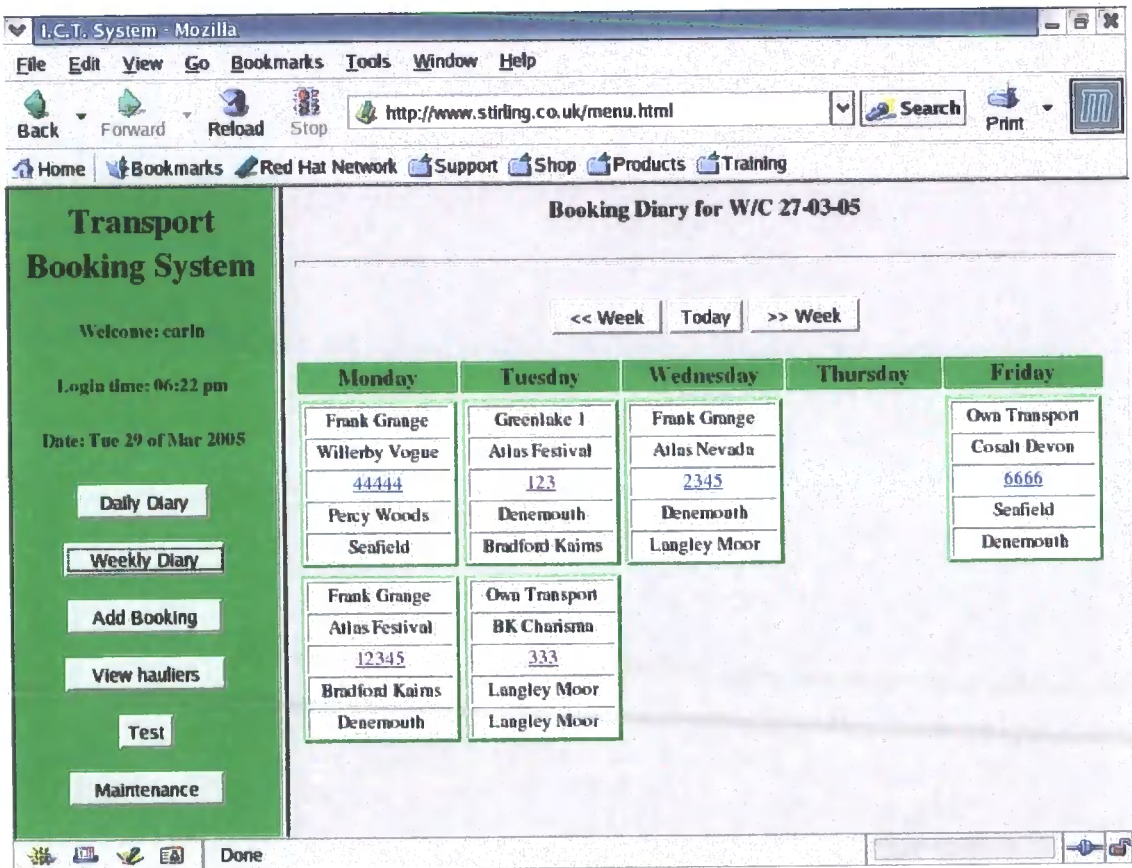 I.C.T. System - Mozilla
File Edit View Go Bookmarks Tools Window Help
Back Forward Reload Stop http://www.stirling.co.uk/menu.html Search Print
Home Bookmarks Red Hat Network Support Shop Products Training
Transport
Booking System
Welcome: carln
Login time: 06:22 pm
Date: Tue 29 of Mar 2005
Daily Diary
Weekly Diary
Add Booking
View hauliers
Test
Maintenance
Booking Diary for W/C 27-03-05
<< Week Today >> Week
Monday Tuesday Wednesday Thursday Friday
Frank Grange Greenlake 1 Frank Grange Own Transport
Willerby Vogue Atlas Festival Atlas Nevada Cosalt Devon
44444 123 2345 6666
Percy Woods Denemouth Denemouth Seafield
Seafield Bradford Kaims Langley Moor Denemouth
Frank Grange Own Transport
Atlas Festival BK Charisma
12345 333
Bradford Kaims Langley Moor
Denemouth Langley Moor
Done